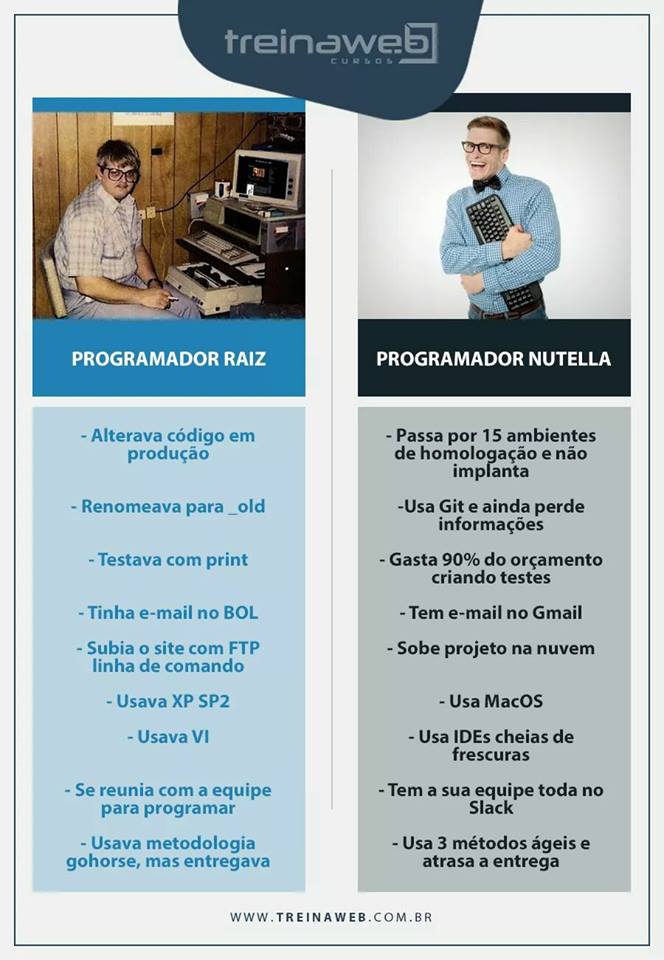 treinaweb
CURSOS
PROGRAMADOR RAIZ
- Alterava código em
produção
- Renomeava para _old
- Testava com print
- Tinha e-mail no BOL
- Subia o site com FTP
linha de comando
- Usava XP SP2
- Usava VI
- Se reunia com a equipe
para programar
- Usava metodologia
gohorse, mas entregava
PROGRAMADOR NUTELLA
- Passa por 15 ambientes
de homologação e não
implanta
-Usa Git e ainda perde
informações
- Gasta 90% do orçamento
criando testes
- Tem e-mail no Gmail
- Sobe projeto na nuvem
- Usa MacOS
- Usa IDEs cheias de
frescuras
- Tem a sua equipe toda no
Slack
- Usa 3 métodos ágeis e
atrasa a entrega
WWW.TREINAWEB.COM.BR